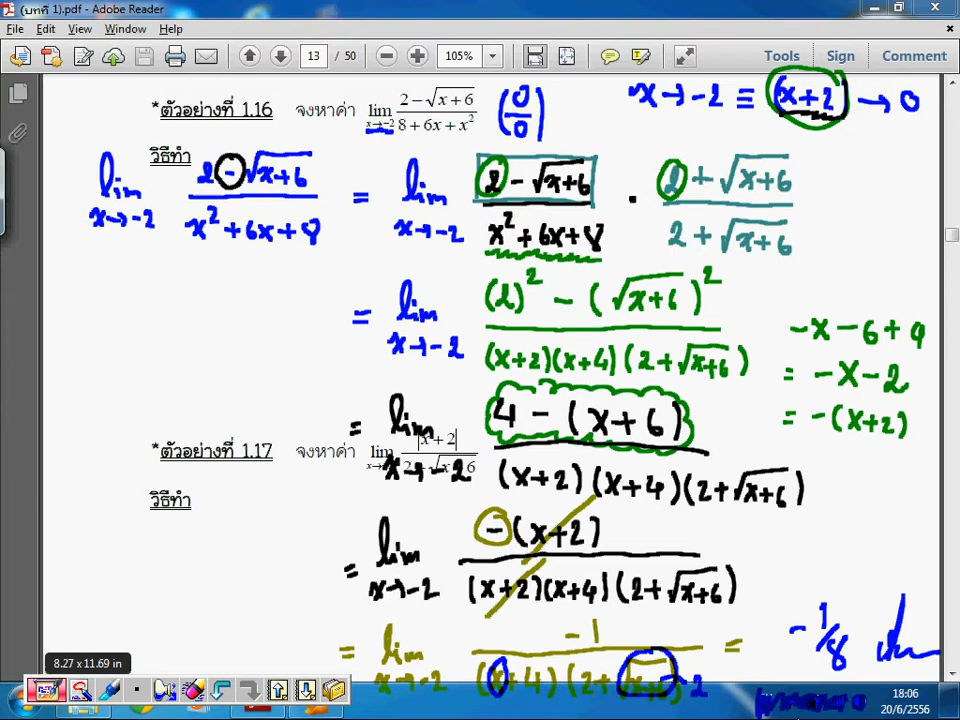 (บทที่ 1).pdf - Adobe Reader
File Edit View Window Help
13 / 50 105% Tools Sign Comment
*ตัวอย่างที่ 1.16 จงหาค่า lim x→-2 (2-√(x+6))/(8+6x+x²) (0/0) x→-2 ≡ (x+2) → 0
วิธีทำ
lim x→-2 (2-√(x+6))/(x²+6x+8) = lim x→-2 (2-√(x+6))/(x²+6x+8) · (2+√(x+6))/(2+√(x+6))
= lim x→-2 ((2)²-(√(x+6))²)/((x+2)(x+4)(2+√(x+6)))
-x-6+4
= -x-2
= -(x+2)
= lim x→-2 (4-(x+6))/((x+2)(x+4)(2+√(x+6)))
*ตัวอย่างที่ 1.17 จงหาค่า lim |x+2|
วิธีทำ
= lim x→-2 -(x+2)/((x+2)(x+4)(2+√(x+6)))
= lim x→-2 -1/((x+4)(2+√(x+6))) = -1/8
8.27 x 11.69 in
18:06
20/6/2556